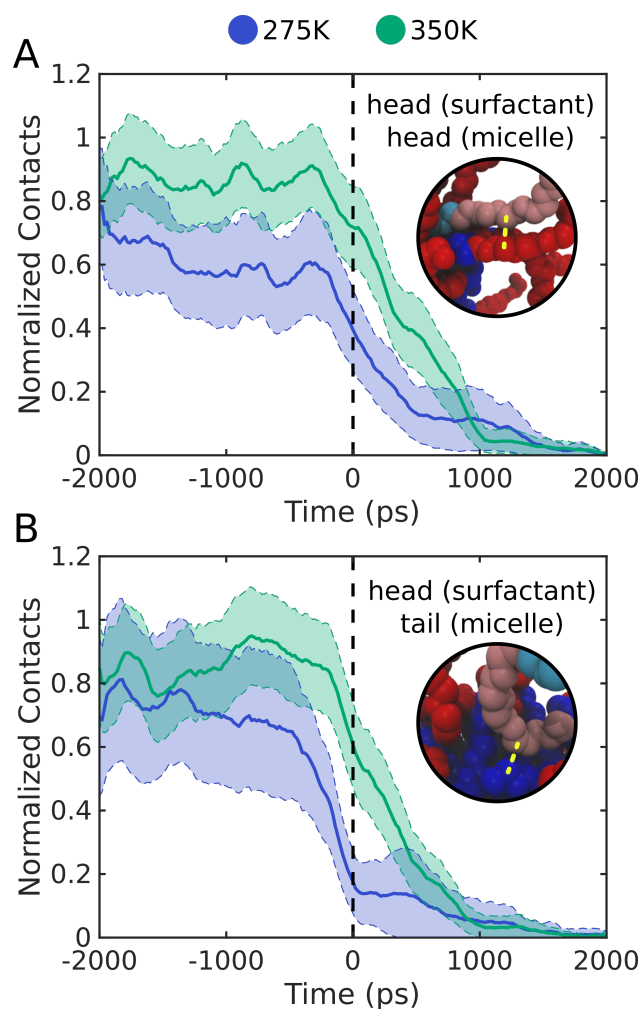 275K 350K
A
1.2
1
0.8
0.6
0.4
0.2
0
Nomralized Contacts
head (surfactant)
head (micelle)
-2000 -1000 0 1000 2000
Time (ps)
B
1.2
1
0.8
0.6
0.4
0.2
0
Normalized Contacts
head (surfactant)
tail (micelle)
-2000 -1000 0 1000 2000
Time (ps)